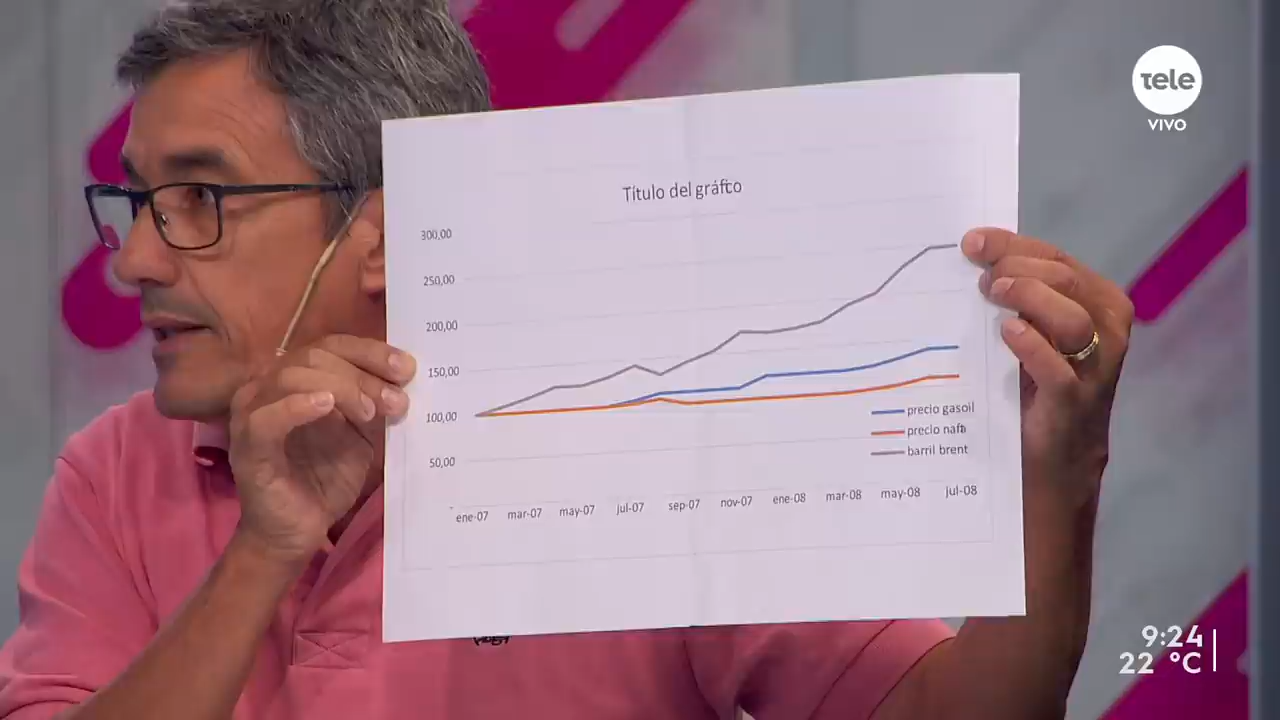 tele
VIVO
Título del gráfico
300,00
250,00
200,00
150,00
100,00
50,00
-
precio gasoil
precio nafta
barril brent
ene-07 mar-07 may-07 jul-07 sep-07 nov-07 ene-08 mar-08 may-08 jul-08
9:24
22 °C